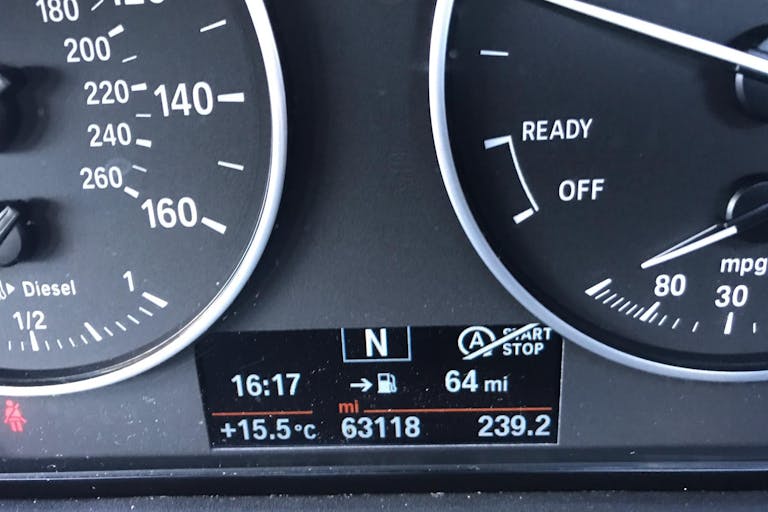 180
200
220
140
240
260
160
Diesel
1/2
1
READY
OFF
80
30
mpg
N
A START
STOP
16:17
64 mi
mi
+15.5°C
63118
239.2